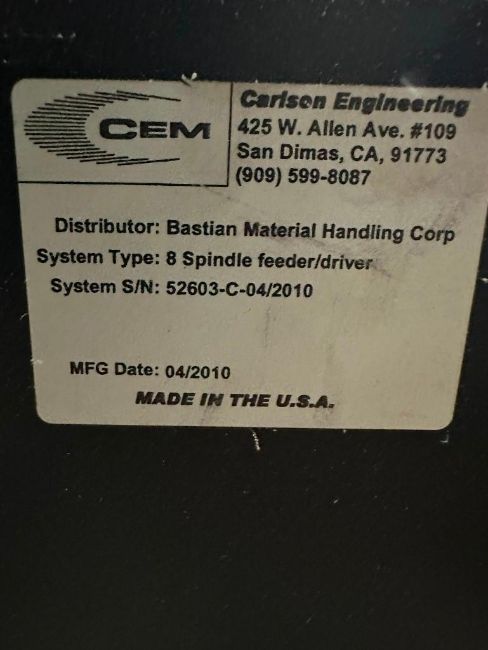 CEM
Carlson Engineering
425 W. Allen Ave. #109
San Dimas, CA, 91773
(909) 599-8087
Distributor: Bastian Material Handling Corp
System Type: 8 Spindle feeder/driver
System S/N: 52603-C-04/2010
MFG Date: 04/2010
MADE IN THE U.S.A.